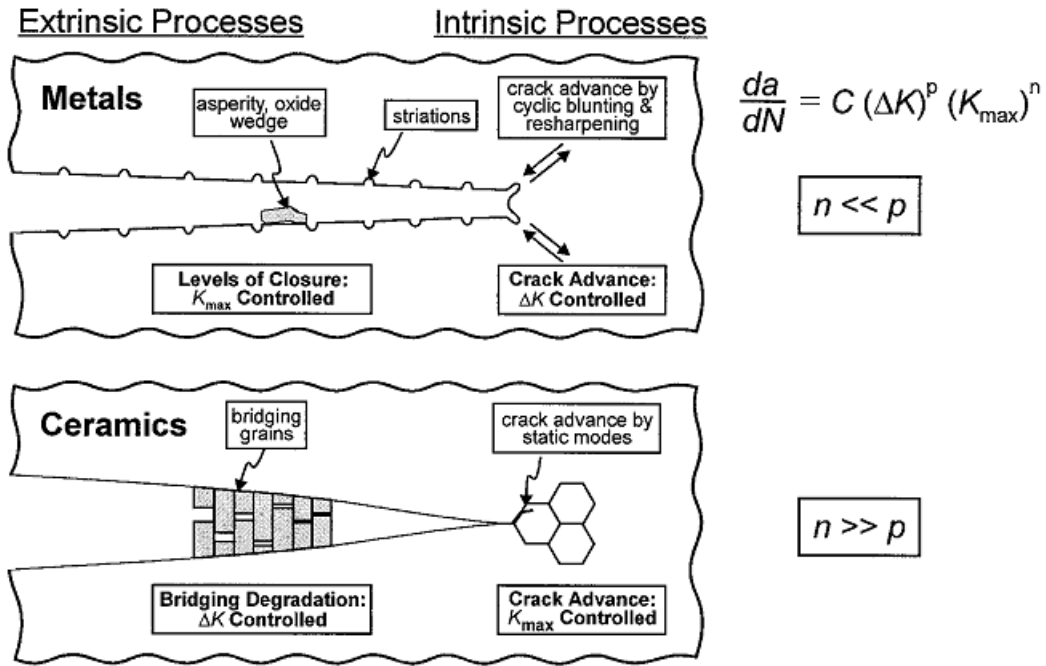 Extrinsic Processes
Intrinsic Processes
Metals
asperity, oxide
wedge
striations
crack advance by
cyclic blunting &
resharpening
da/dN = C (ΔK)^p (K_max)^n
n << p
Levels of Closure:
K_max Controlled
Crack Advance:
ΔK Controlled
Ceramics
bridging
grains
crack advance by
static modes
n >> p
Bridging Degradation:
ΔK Controlled
Crack Advance:
K_max Controlled